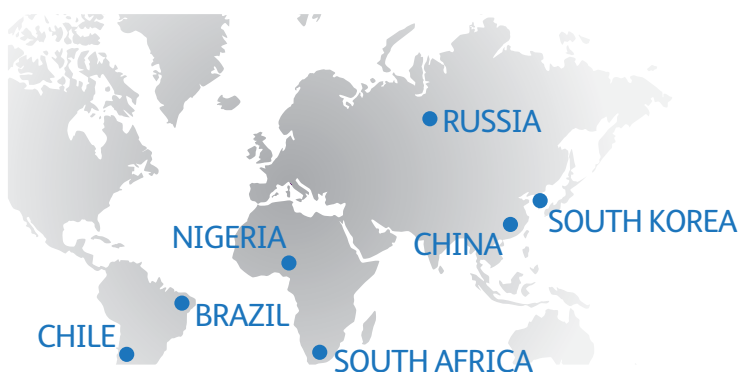 RUSSIA
SOUTH KOREA
NIGERIA
CHINA
BRAZIL
CHILE
SOUTH AFRICA